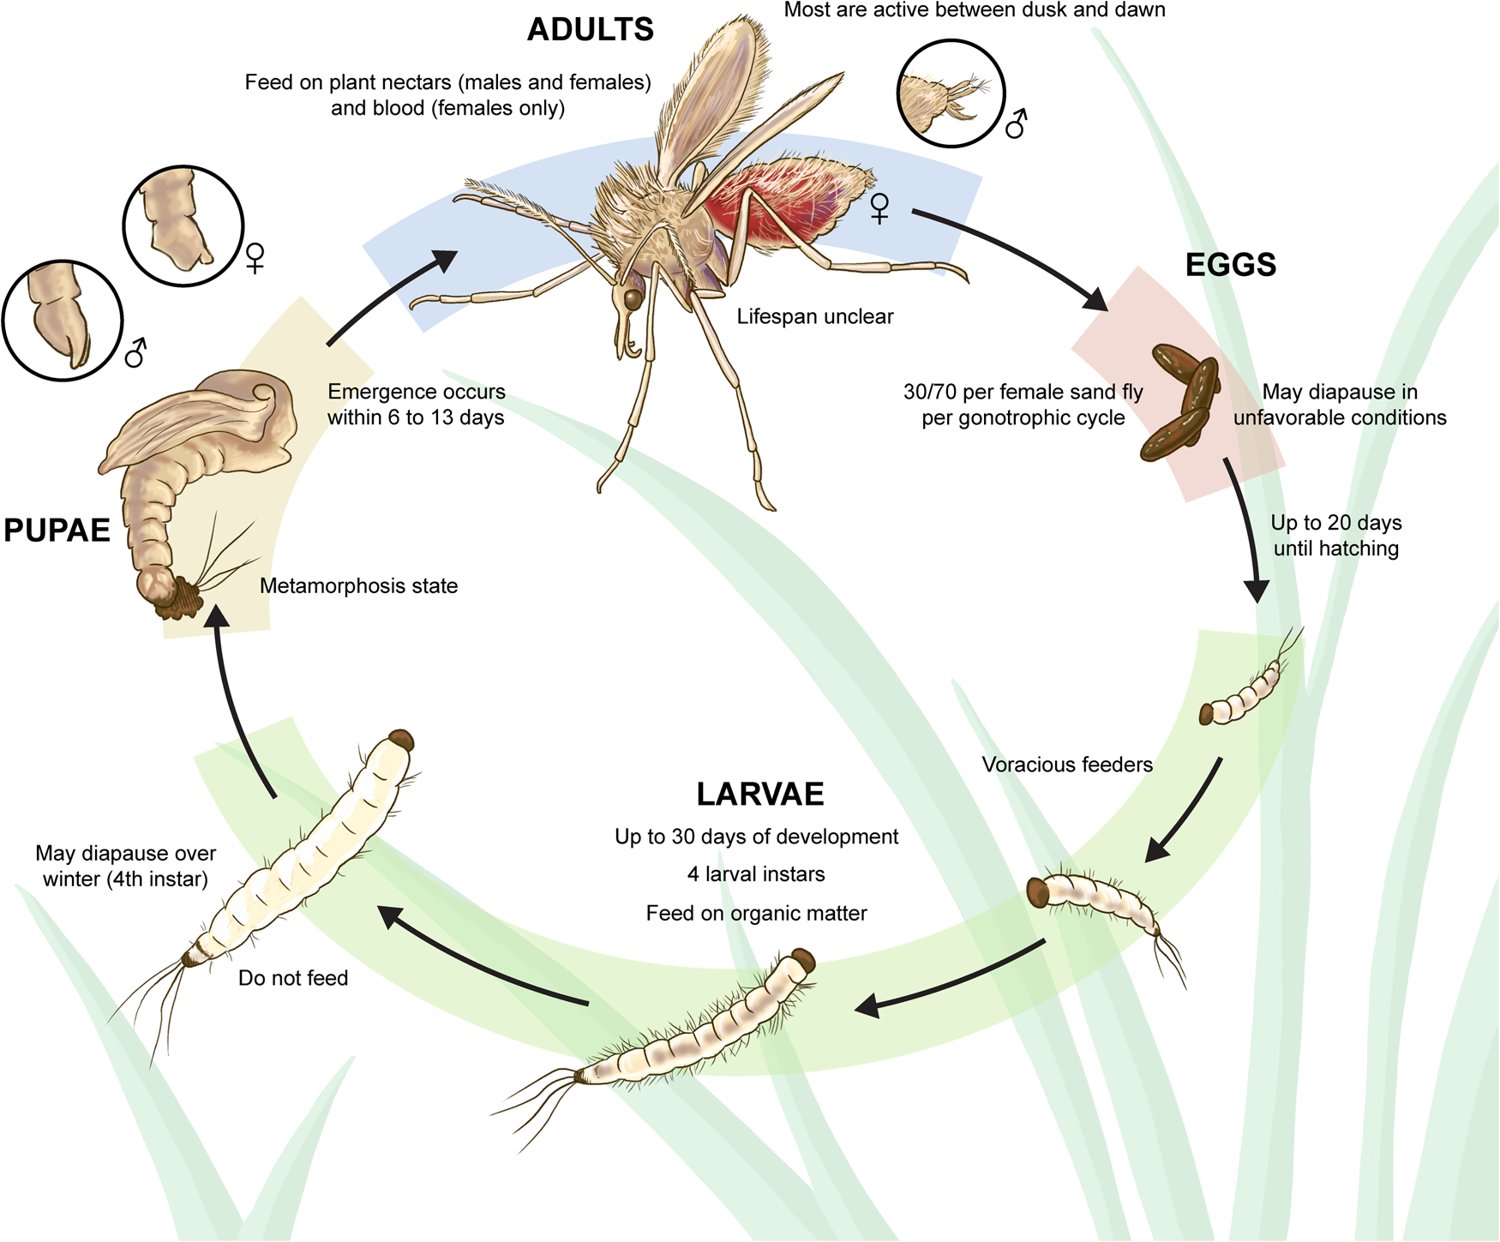 Most are active between dusk and dawn
ADULTS
Feed on plant nectars (males and females)
and blood (females only)
♂
♀
♀
♂
Lifespan unclear
EGGS
30/70 per female sand fly
per gonotrophic cycle
May diapause in
unfavorable conditions
Up to 20 days
until hatching
Emergence occurs
within 6 to 13 days
PUPAE
Metamorphosis state
Voracious feeders
LARVAE
Up to 30 days of development
4 larval instars
Feed on organic matter
May diapause over
winter (4th instar)
Do not feed